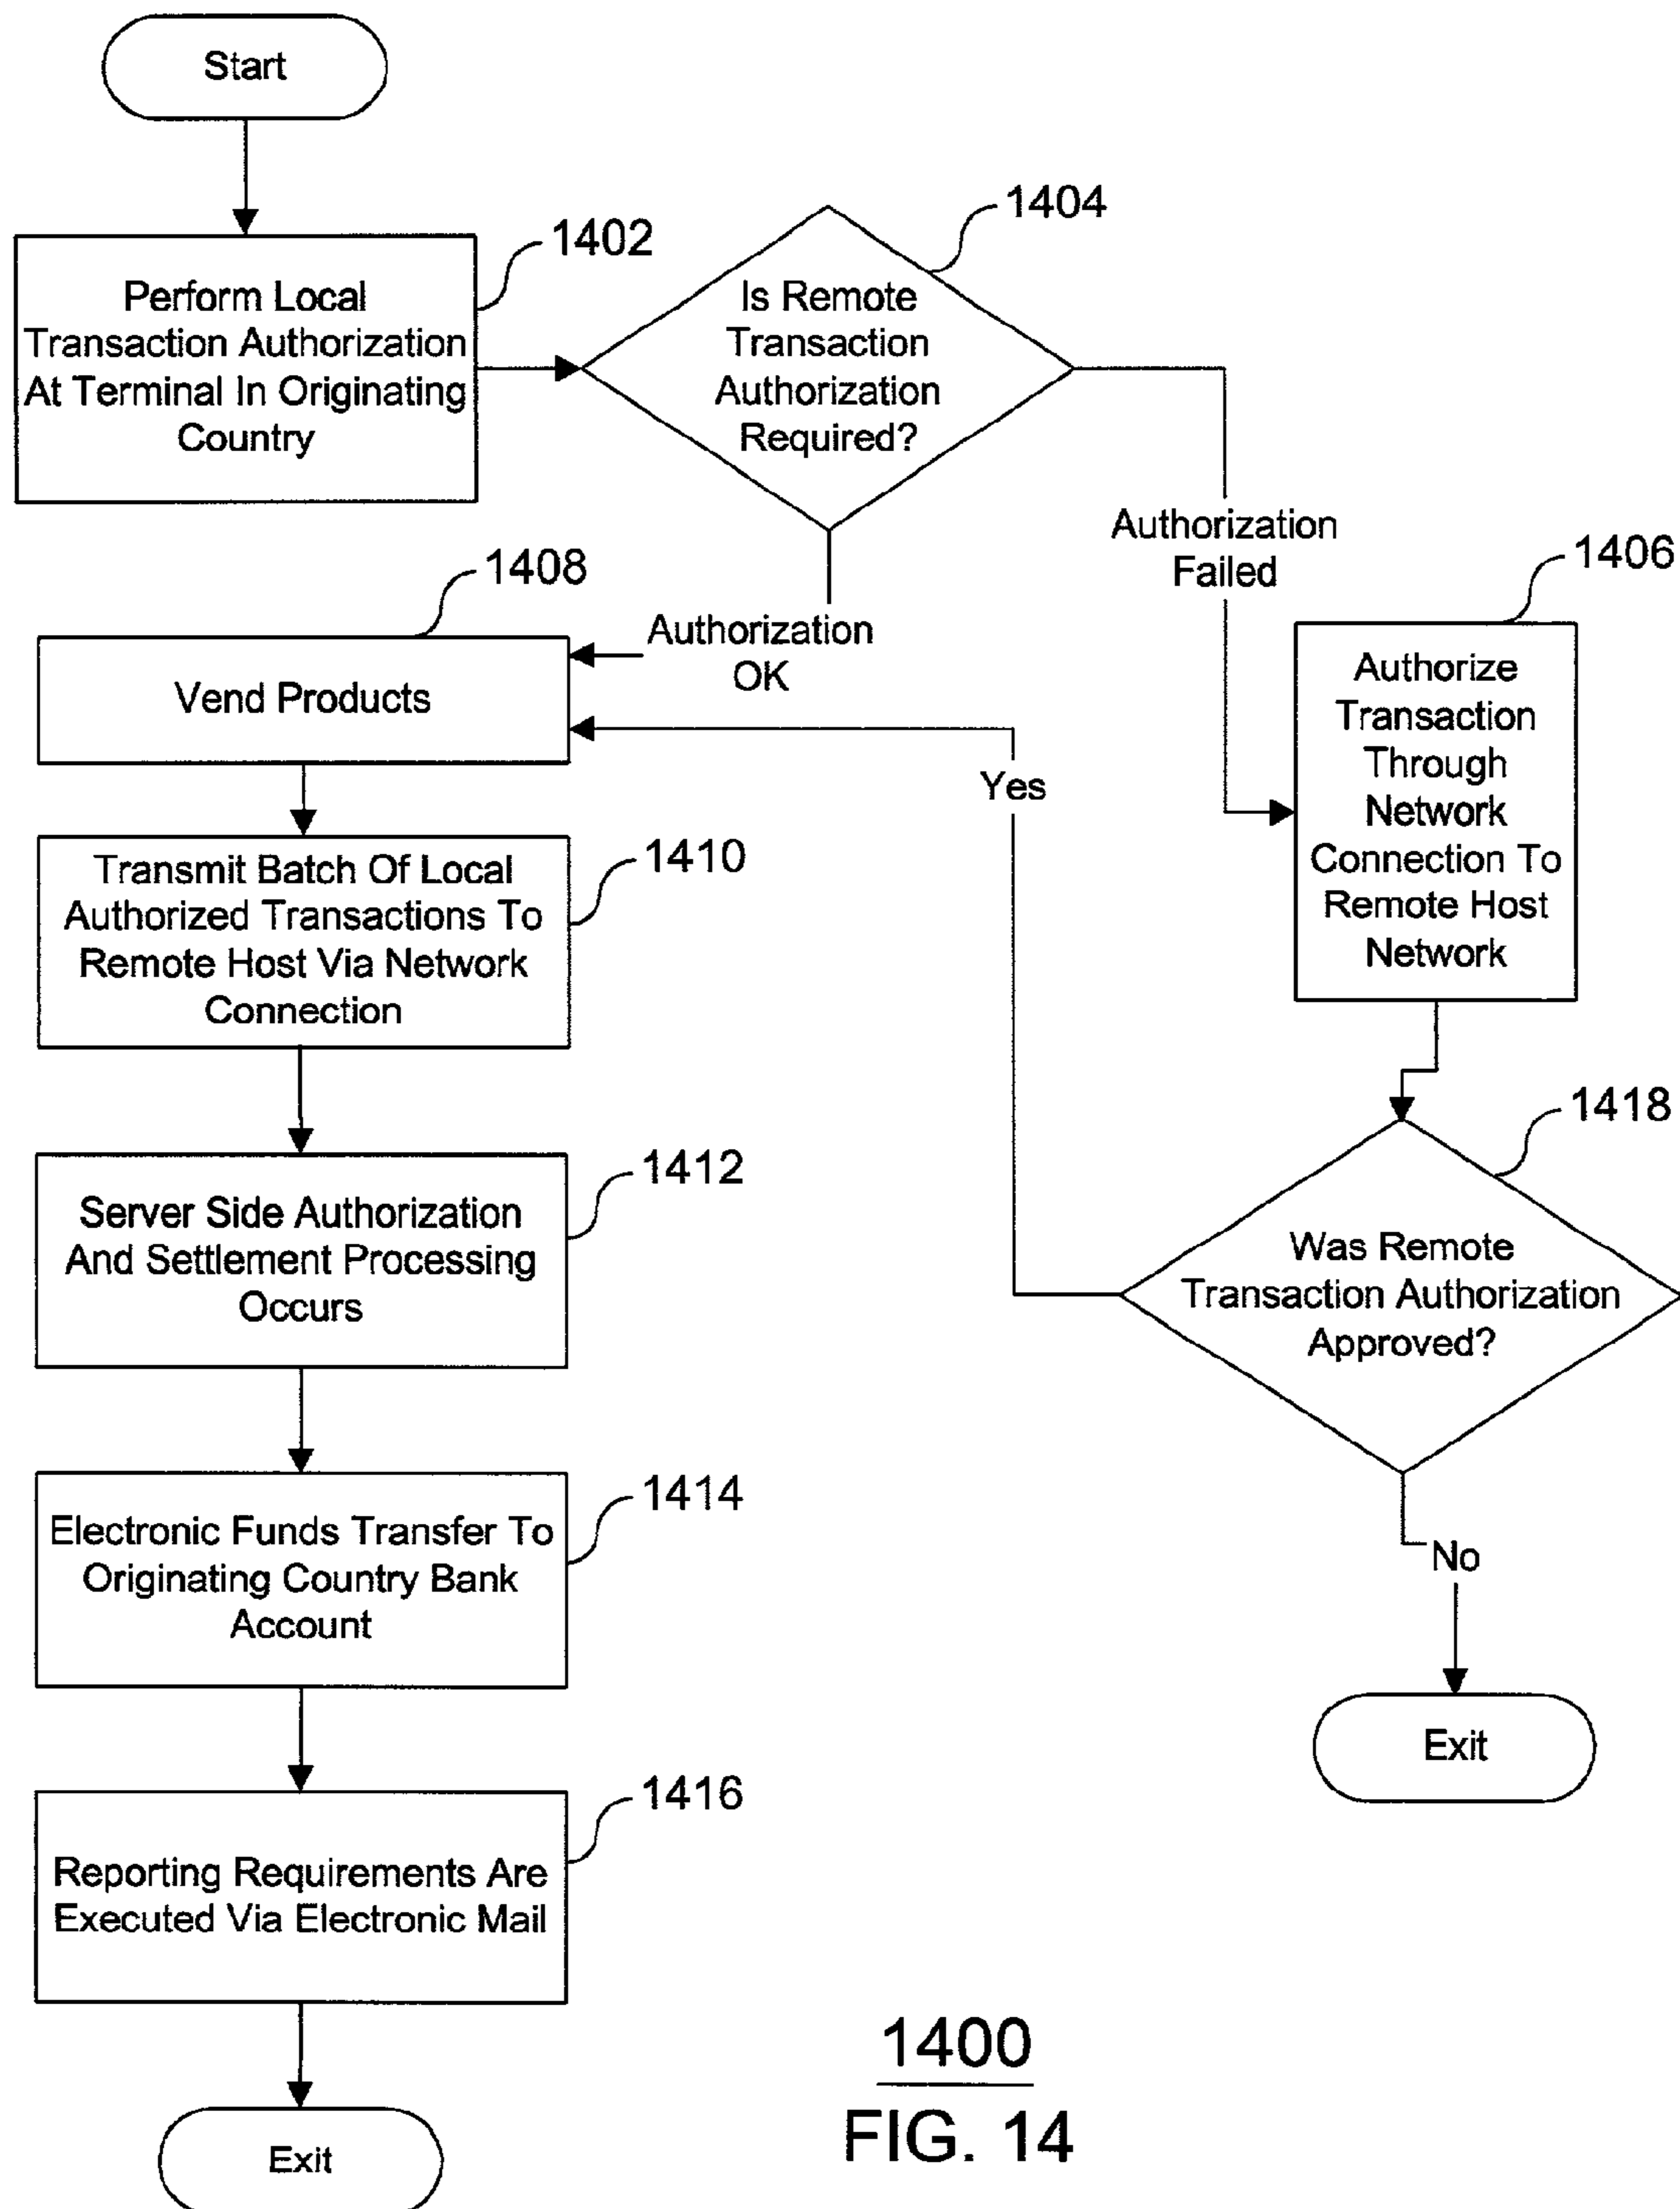 Start
1402
Perform Local
Transaction Authorization
At Terminal In Originating
Country
1404
Is Remote
Transaction
Authorization
Required?
Authorization
Failed
1406
Authorize
Transaction
Through
Network
Connection To
Remote Host
Network
Authorization
OK
1408
Vend Products
Yes
1410
Transmit Batch Of Local
Authorized Transactions To
Remote Host Via Network
Connection
1418
Was Remote
Transaction Authorization
Approved?
No
Exit
1412
Server Side Authorization
And Settlement Processing
Occurs
1414
Electronic Funds Transfer To
Originating Country Bank
Account
1416
Reporting Requirements Are
Executed Via Electronic Mail
Exit
1400
FIG. 14